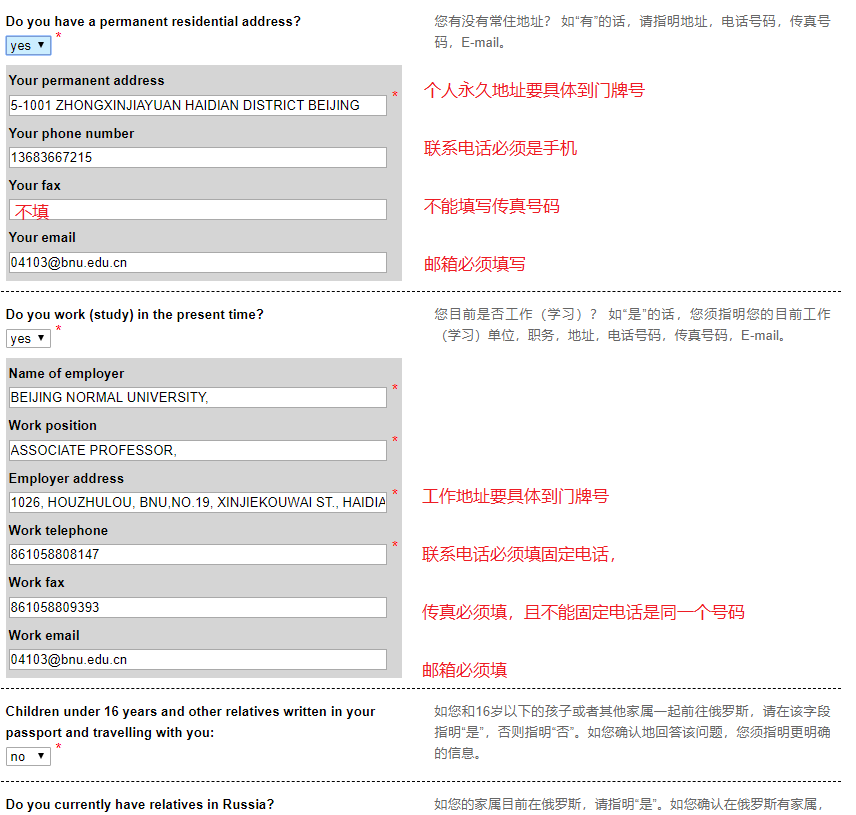 Do you have a permanent residential address?
yes ▼ *
您有没有常住地址？ 如“有”的话，请指明地址，电话号码，传真号
码，E-mail。
Your permanent address
5-1001 ZHONGXINJIAYUAN HAIDIAN DISTRICT BEIJING *
个人永久地址要具体到门牌号
Your phone number
13683667215
联系电话必须是手机
Your fax
不填
不能填写传真号码
Your email
04103@bnu.edu.cn
邮箱必须填写
Do you work (study) in the present time?
yes ▼ *
您目前是否工作（学习）？ 如“是”的话，您须指明您的目前工作
（学习）单位，职务，地址，电话号码，传真号码，E-mail。
Name of employer
BEIJING NORMAL UNIVERSITY, *
Work position
ASSOCIATE PROFESSOR, *
Employer address
1026, HOUZHULOU, BNU,NO.19, XINJIEKOUWAI ST., HAIDIA *
工作地址要具体到门牌号
Work telephone
861058808147 *
联系电话必须填固定电话，
Work fax
861058809393
传真必须填，且不能固定电话是同一个号码
Work email
04103@bnu.edu.cn
邮箱必须填
Children under 16 years and other relatives written in your
passport and travelling with you:
no ▼ *
如您和16岁以下的孩子或者其他家属一起前往俄罗斯，请在该字段
指明“是”，否则指明“否”。如您确认地回答该问题，您须指明更明确
的信息。
Do you currently have relatives in Russia?
如您的家属目前在俄罗斯，请指明“是”。如您确认在俄罗斯有家属，